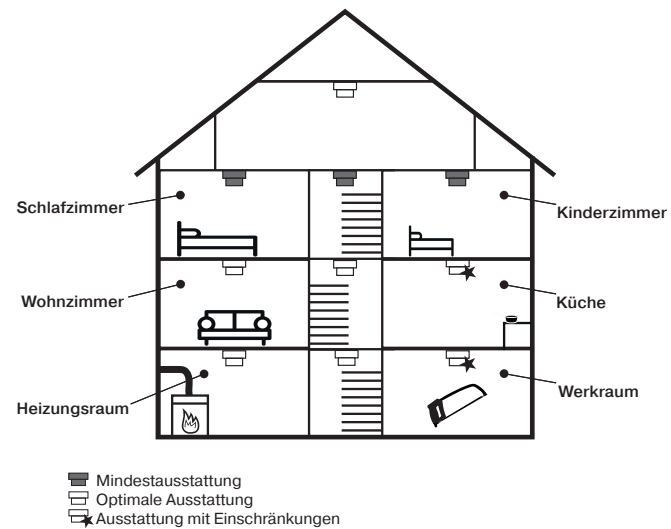 Schlafzimmer
Kinderzimmer
Wohnzimmer
Küche
Heizungsraum
Werkraum
Mindestausstattung
Optimale Ausstattung
Ausstattung mit Einschränkungen